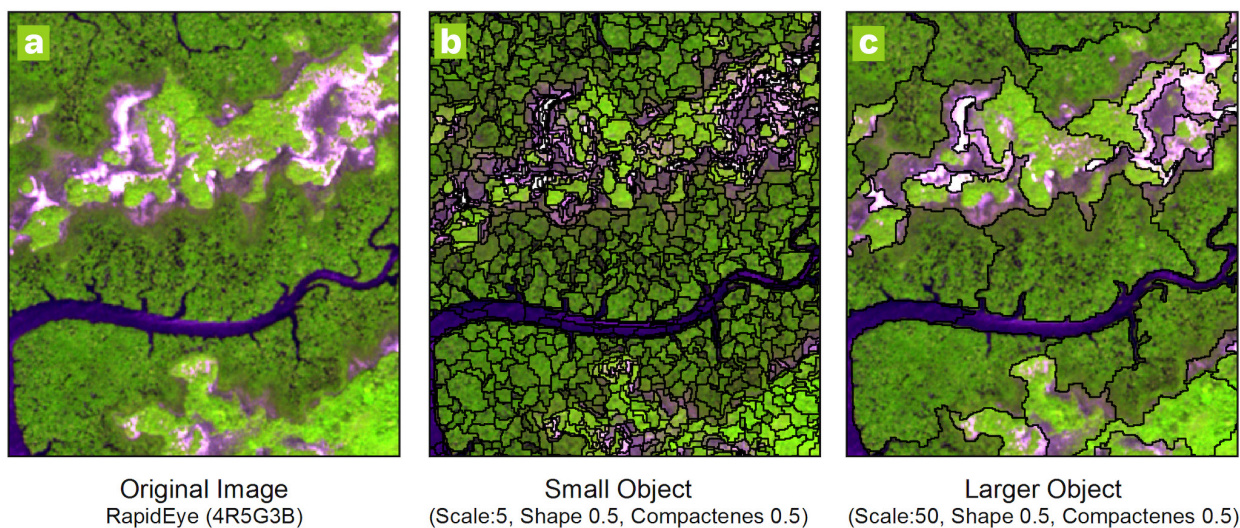 a
b
c
Original Image
RapidEye (4R5G3B)
Small Object
(Scale:5, Shape 0.5, Compactenes 0.5)
Larger Object
(Scale:50, Shape 0.5, Compactenes 0.5)